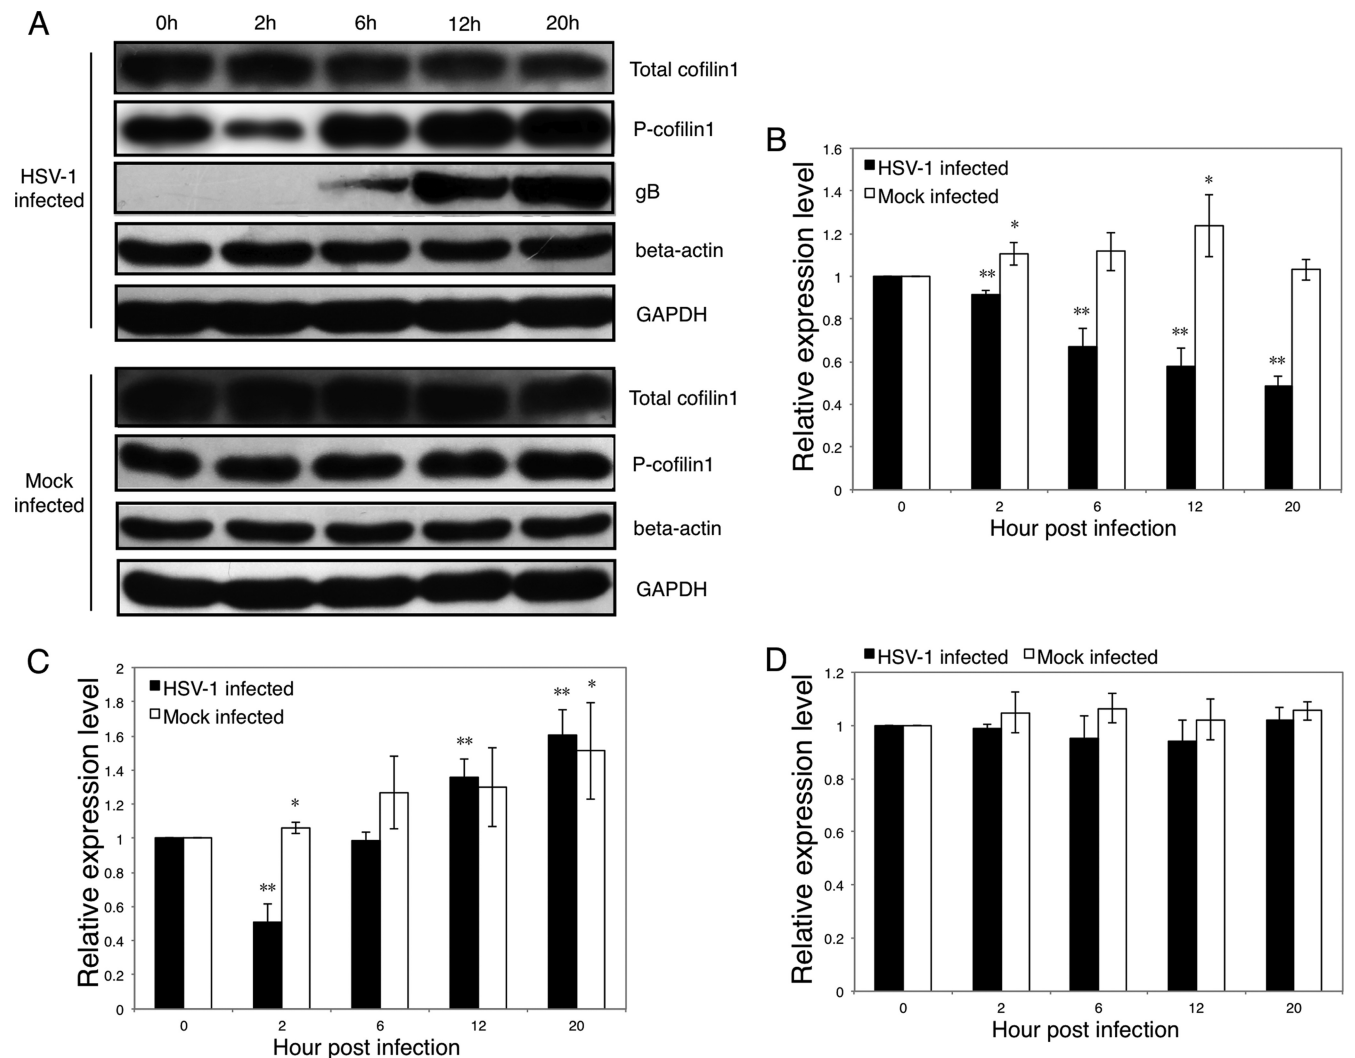 A
0h 2h 6h 12h 20h
Total cofilin1
P-cofilin1
HSV-1
infected
gB
beta-actin
GAPDH
Total cofilin1
P-cofilin1
Mock
infected
beta-actin
GAPDH
B
Relative expression level
1.6
1.4
1.2
1
0.8
0.6
0.4
0.2
0
HSV-1 infected
Mock infected
** * ** ** * **
0 2 6 12 20
Hour post infection
C
Relative expression level
2
1.8
1.6
1.4
1.2
1
0.8
0.6
0.4
0.2
0
HSV-1 infected
Mock infected
** * ** ** *
0 2 6 12 20
Hour post infection
D
HSV-1 infected Mock infected
Relative expression level
1.2
1
0.8
0.6
0.4
0.2
0
0 2 6 12 20
Hour post infection